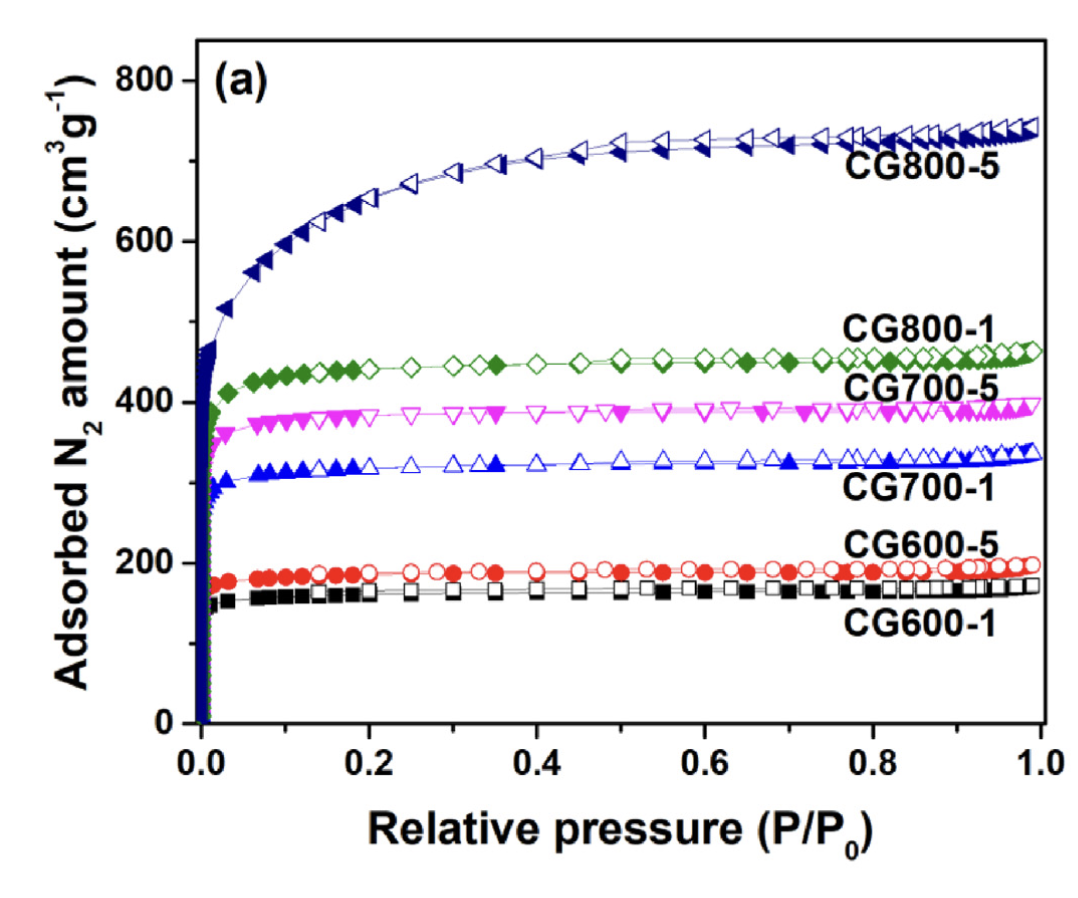 (a)
800
600
400
200
0
Adsorbed N₂ amount (cm³g⁻¹)
CG800-5
CG800-1
CG700-5
CG700-1
CG600-5
CG600-1
0.0 0.2 0.4 0.6 0.8 1.0
Relative pressure (P/P₀)